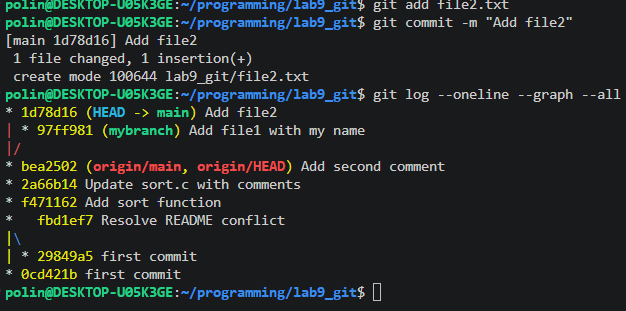 polin@DESKTOP-U05K3GE:~/programming/lab9_git$ git add file2.txt
polin@DESKTOP-U05K3GE:~/programming/lab9_git$ git commit -m "Add file2"
[main 1d78d16] Add file2
 1 file changed, 1 insertion(+)
 create mode 100644 lab9_git/file2.txt
polin@DESKTOP-U05K3GE:~/programming/lab9_git$ git log --oneline --graph --all
* 1d78d16 (HEAD -> main) Add file2
| * 97ff981 (mybranch) Add file1 with my name
|/
* bea2502 (origin/main, origin/HEAD) Add second comment
* 2a66b14 Update sort.c with comments
* f471162 Add sort function
*   fbd1ef7 Resolve README conflict
|\
| * 29849a5 first commit
* 0cd421b first commit
polin@DESKTOP-U05K3GE:~/programming/lab9_git$